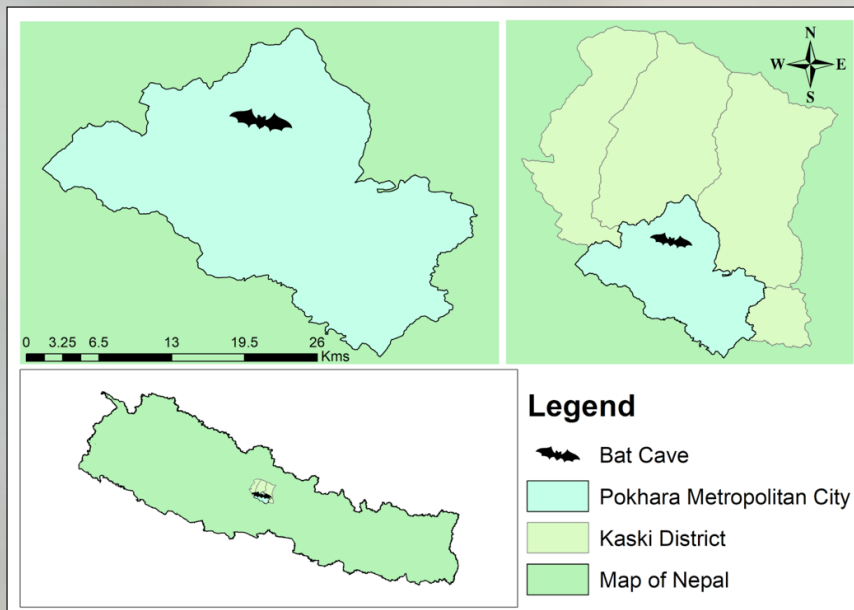 N
W E
S
0 3.25 6.5 13 19.5 26
Kms
Legend
Bat Cave
Pokhara Metropolitan City
Kaski District
Map of Nepal